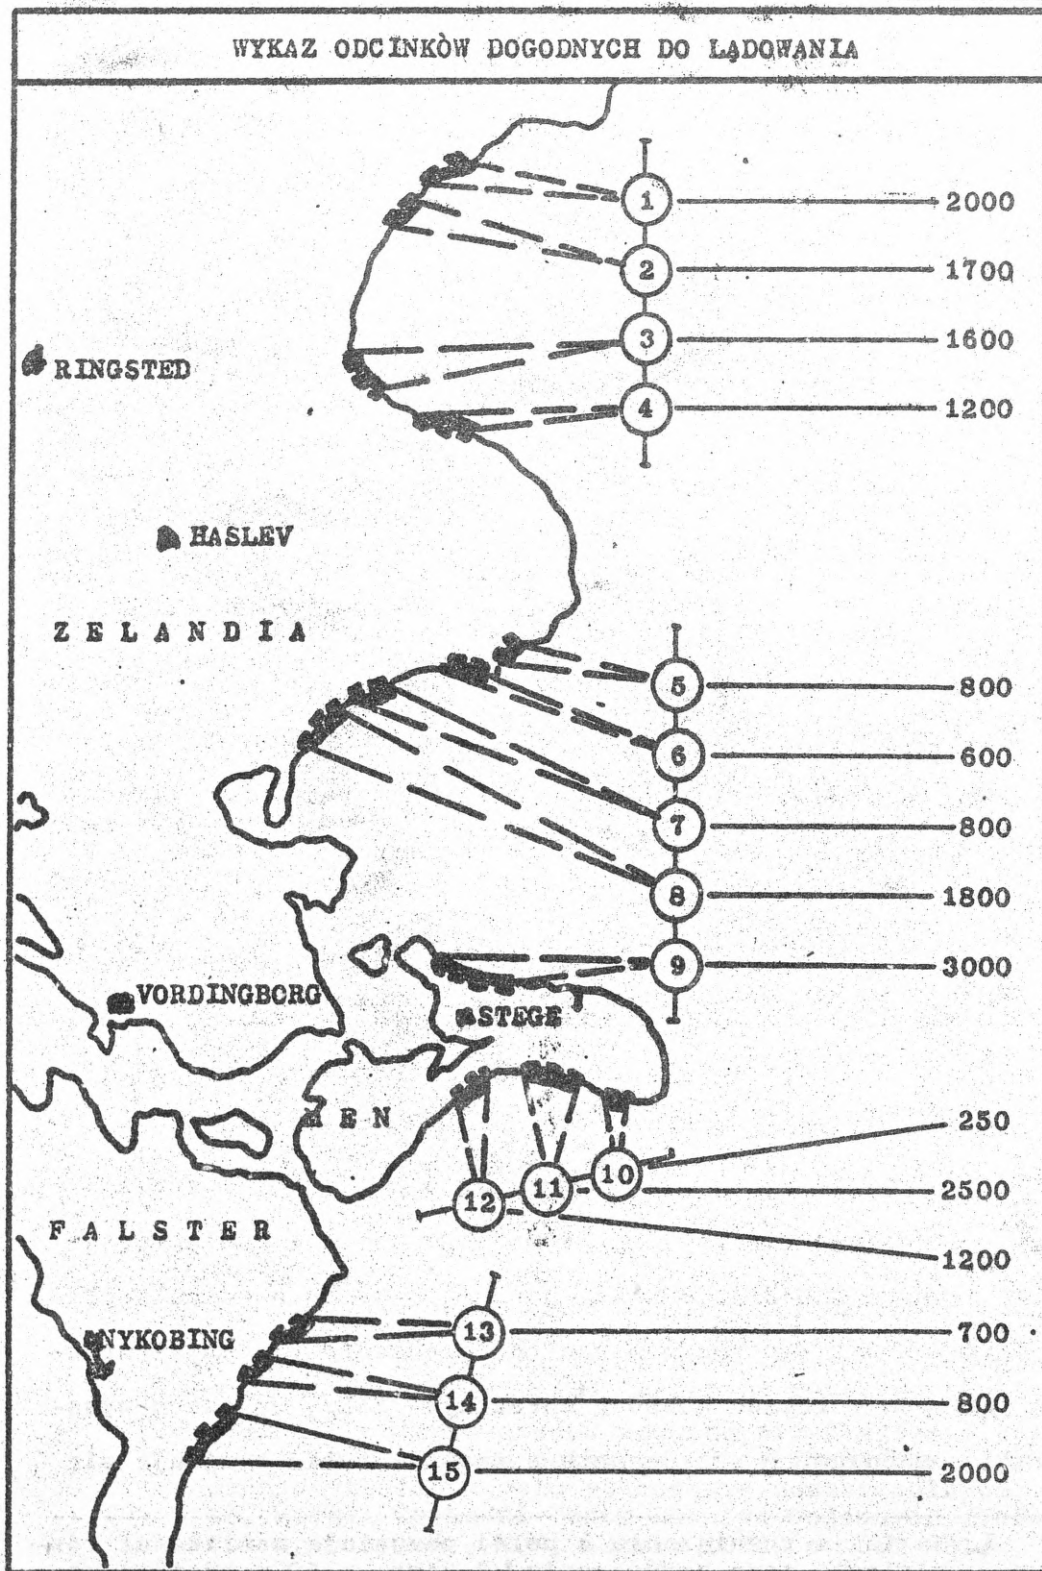 WYKAZ ODCINKÓW DOGODNYCH DO LĄDOWANIA
1 2000
2 1700
3 1600
RINGSTED
4 1200
HASLEV
ZELANDIA
5 800
6 600
7 800
8 1800
9 3000
VORDINGBORG
STEGE
MEN
250
10
11 2500
12
FALSTER
1200
NYKOBING
13 700
14 800
15 2000